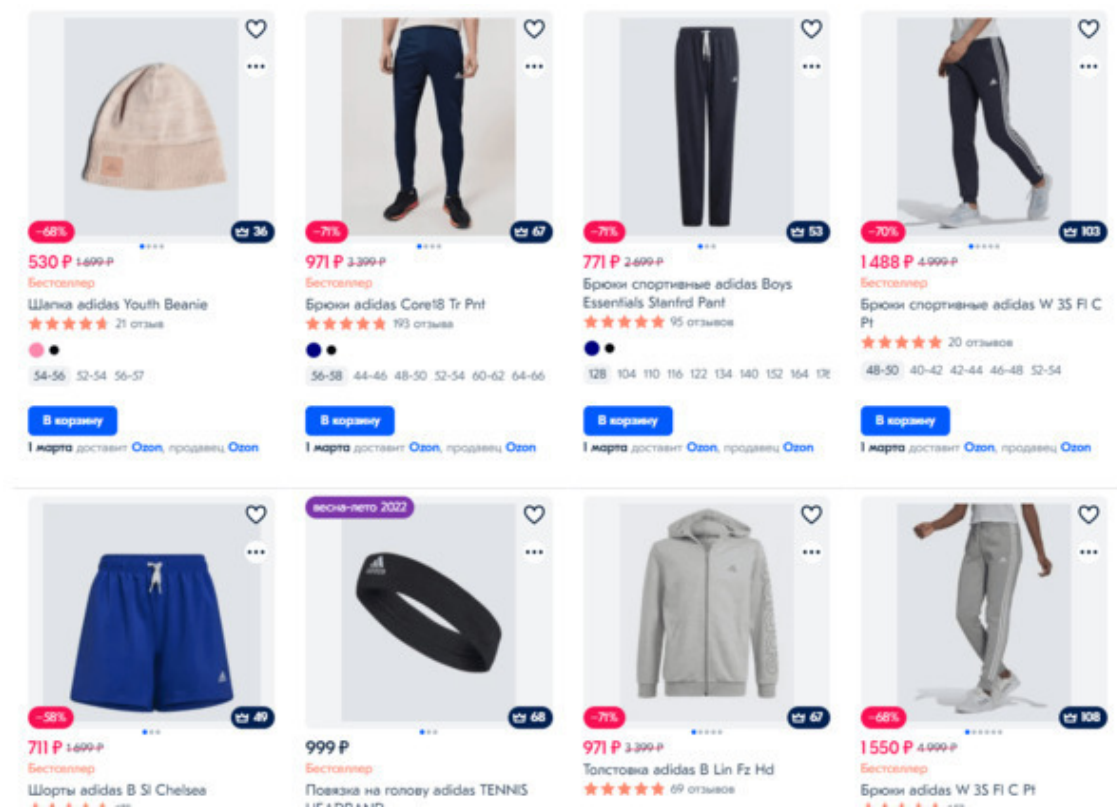 -68% 36
530 ₽ 1 699 ₽
Бестселлер
Шапка adidas Youth Beanie
21 отзыв
54-56 52-54 56-57
В корзину
1 марта доставит Ozon, продавец Ozon
-71% 67
971 ₽ 3 399 ₽
Бестселлер
Брюки adidas Core18 Tr Pnt
193 отзыва
56-58 44-46 48-50 52-54 60-62 64-66
В корзину
1 марта доставит Ozon, продавец Ozon
-71% 53
771 ₽ 2 699 ₽
Брюки спортивные adidas Boys
Essentials Stanfrd Pant
95 отзывов
128 104 110 116 122 134 140 152 164
В корзину
1 марта доставит Ozon, продавец Ozon
-70% 103
1 488 ₽ 4 999 ₽
Бестселлер
Брюки спортивные adidas W 3S Fl C
Pt
20 отзывов
48-50 40-42 42-44 46-48 52-54
В корзину
1 марта доставит Ozon, продавец Ozon
-58% 49
711 ₽ 1 699 ₽
Бестселлер
Шорты adidas B Sl Chelsea
весна-лето 2022
68
999 ₽
Бестселлер
Повязка на голову adidas TENNIS
HEADBAND
-71% 67
971 ₽ 3 399 ₽
Толстовка adidas B Lin Fz Hd
69 отзывов
-68% 108
1 550 ₽ 4 999 ₽
Бестселлер
Брюки adidas W 3S Fl C Pt